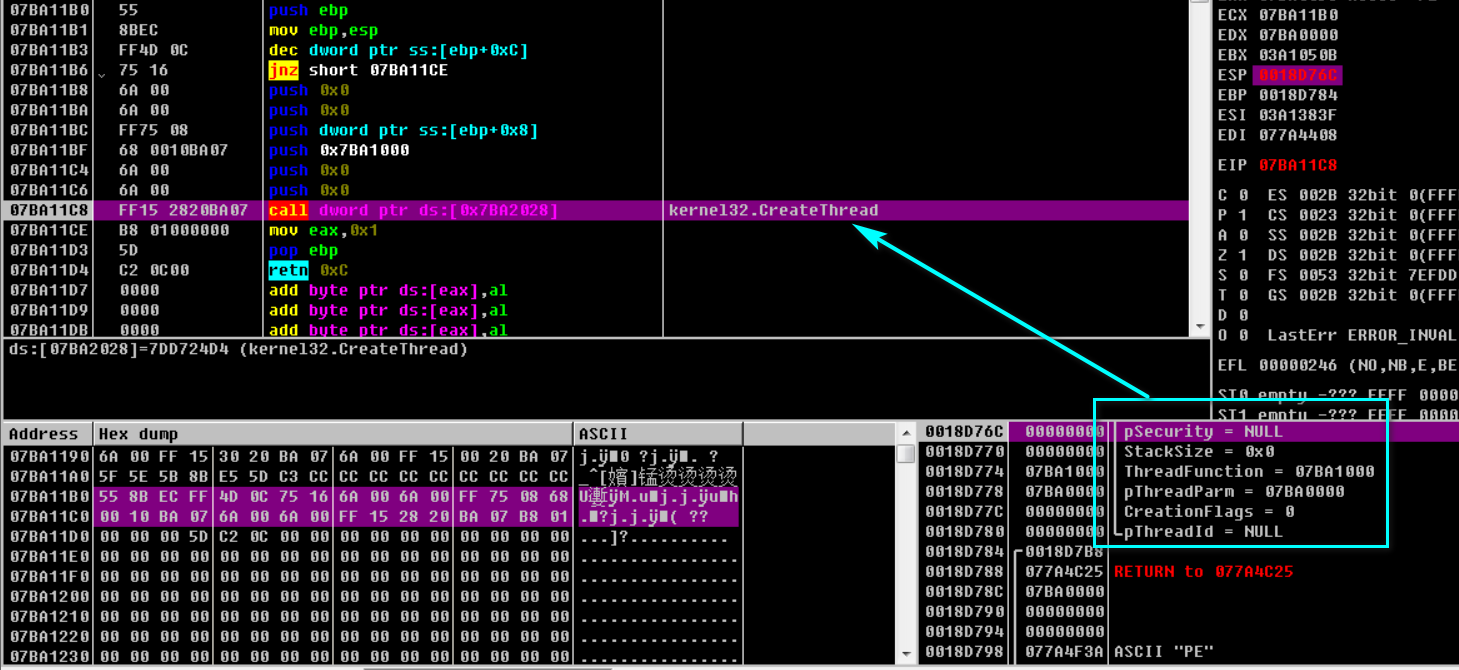 07BA11B0 55 push ebp
07BA11B1 8BEC mov ebp,esp
07BA11B3 FF4D 0C dec dword ptr ss:[ebp+0xC]
07BA11B6 75 16 jnz short 07BA11CE
07BA11B8 6A 00 push 0x0
07BA11BA 6A 00 push 0x0
07BA11BC FF75 08 push dword ptr ss:[ebp+0x8]
07BA11BF 68 0010BA07 push 0x7BA1000
07BA11C4 6A 00 push 0x0
07BA11C6 6A 00 push 0x0
07BA11C8 FF15 2820BA07 call dword ptr ds:[0x7BA2028] kernel32.CreateThread
07BA11CE B8 01000000 mov eax,0x1
07BA11D3 5D pop ebp
07BA11D4 C2 0C00 retn 0xC
07BA11D7 0000 add byte ptr ds:[eax],al
07BA11D9 0000 add byte ptr ds:[eax],al
07BA11DB 0000 add byte ptr ds:[eax],al
ds:[07BA2028]=7DD724D4 (kernel32.CreateThread)
ECX 07BA11B0
EDX 07BA0000
EBX 03A1050B
ESP 0018D76C
EBP 0018D784
ESI 03A1383F
EDI 077A4408
EIP 07BA11C8
C 0 ES 002B 32bit 0(FFF
P 1 CS 0023 32bit 0(FFF
A 0 SS 002B 32bit 0(FFF
Z 1 DS 002B 32bit 0(FFF
S 0 FS 0053 32bit 7EFDD
T 0 GS 002B 32bit 0(FFF
D 0
O 0 LastErr ERROR_INVAL
EFL 00000246 (NO,NB,E,BE
ST0 empty -??? FFFF 0000
ST1 empty -??? FFFF 0000
Address Hex dump ASCII
07BA1190 6A 00 FF 15 30 20 BA 07 6A 00 FF 15 00 20 BA 07
07BA11A0 5F 5E 5B 8B E5 5D C3 CC CC CC CC CC CC CC CC CC _^[嬪]锰烫烫烫烫
07BA11B0 55 8B EC FF 4D 0C 75 16 6A 00 6A 00 FF 75 08 68
07BA11C0 00 10 BA 07 6A 00 6A 00 FF 15 28 20 BA 07 B8 01
07BA11D0 00 00 00 5D C2 0C 00 00 00 00 00 00 00 00 00 00 ...]?..........
07BA11E0 00 00 00 00 00 00 00 00 00 00 00 00 00 00 00 00 ................
07BA11F0 00 00 00 00 00 00 00 00 00 00 00 00 00 00 00 00 ................
07BA1200 00 00 00 00 00 00 00 00 00 00 00 00 00 00 00 00 ................
07BA1210 00 00 00 00 00 00 00 00 00 00 00 00 00 00 00 00 ................
07BA1220 00 00 00 00 00 00 00 00 00 00 00 00 00 00 00 00 ................
07BA1230 00 00 00 00 00 00 00 00 00 00 00 00 00 00 00 00 ................
0018D76C 00000000 pSecurity = NULL
0018D770 00000000 StackSize = 0x0
0018D774 07BA1000 ThreadFunction = 07BA1000
0018D778 07BA0000 pThreadParm = 07BA0000
0018D77C 00000000 CreationFlags = 0
0018D780 00000000 pThreadId = NULL
0018D784 0018D7B8
0018D788 077A4C25 RETURN to 077A4C25
0018D78C 07BA0000
0018D790 00000000
0018D794 00000000
0018D798 077A4F3A ASCII "PE"